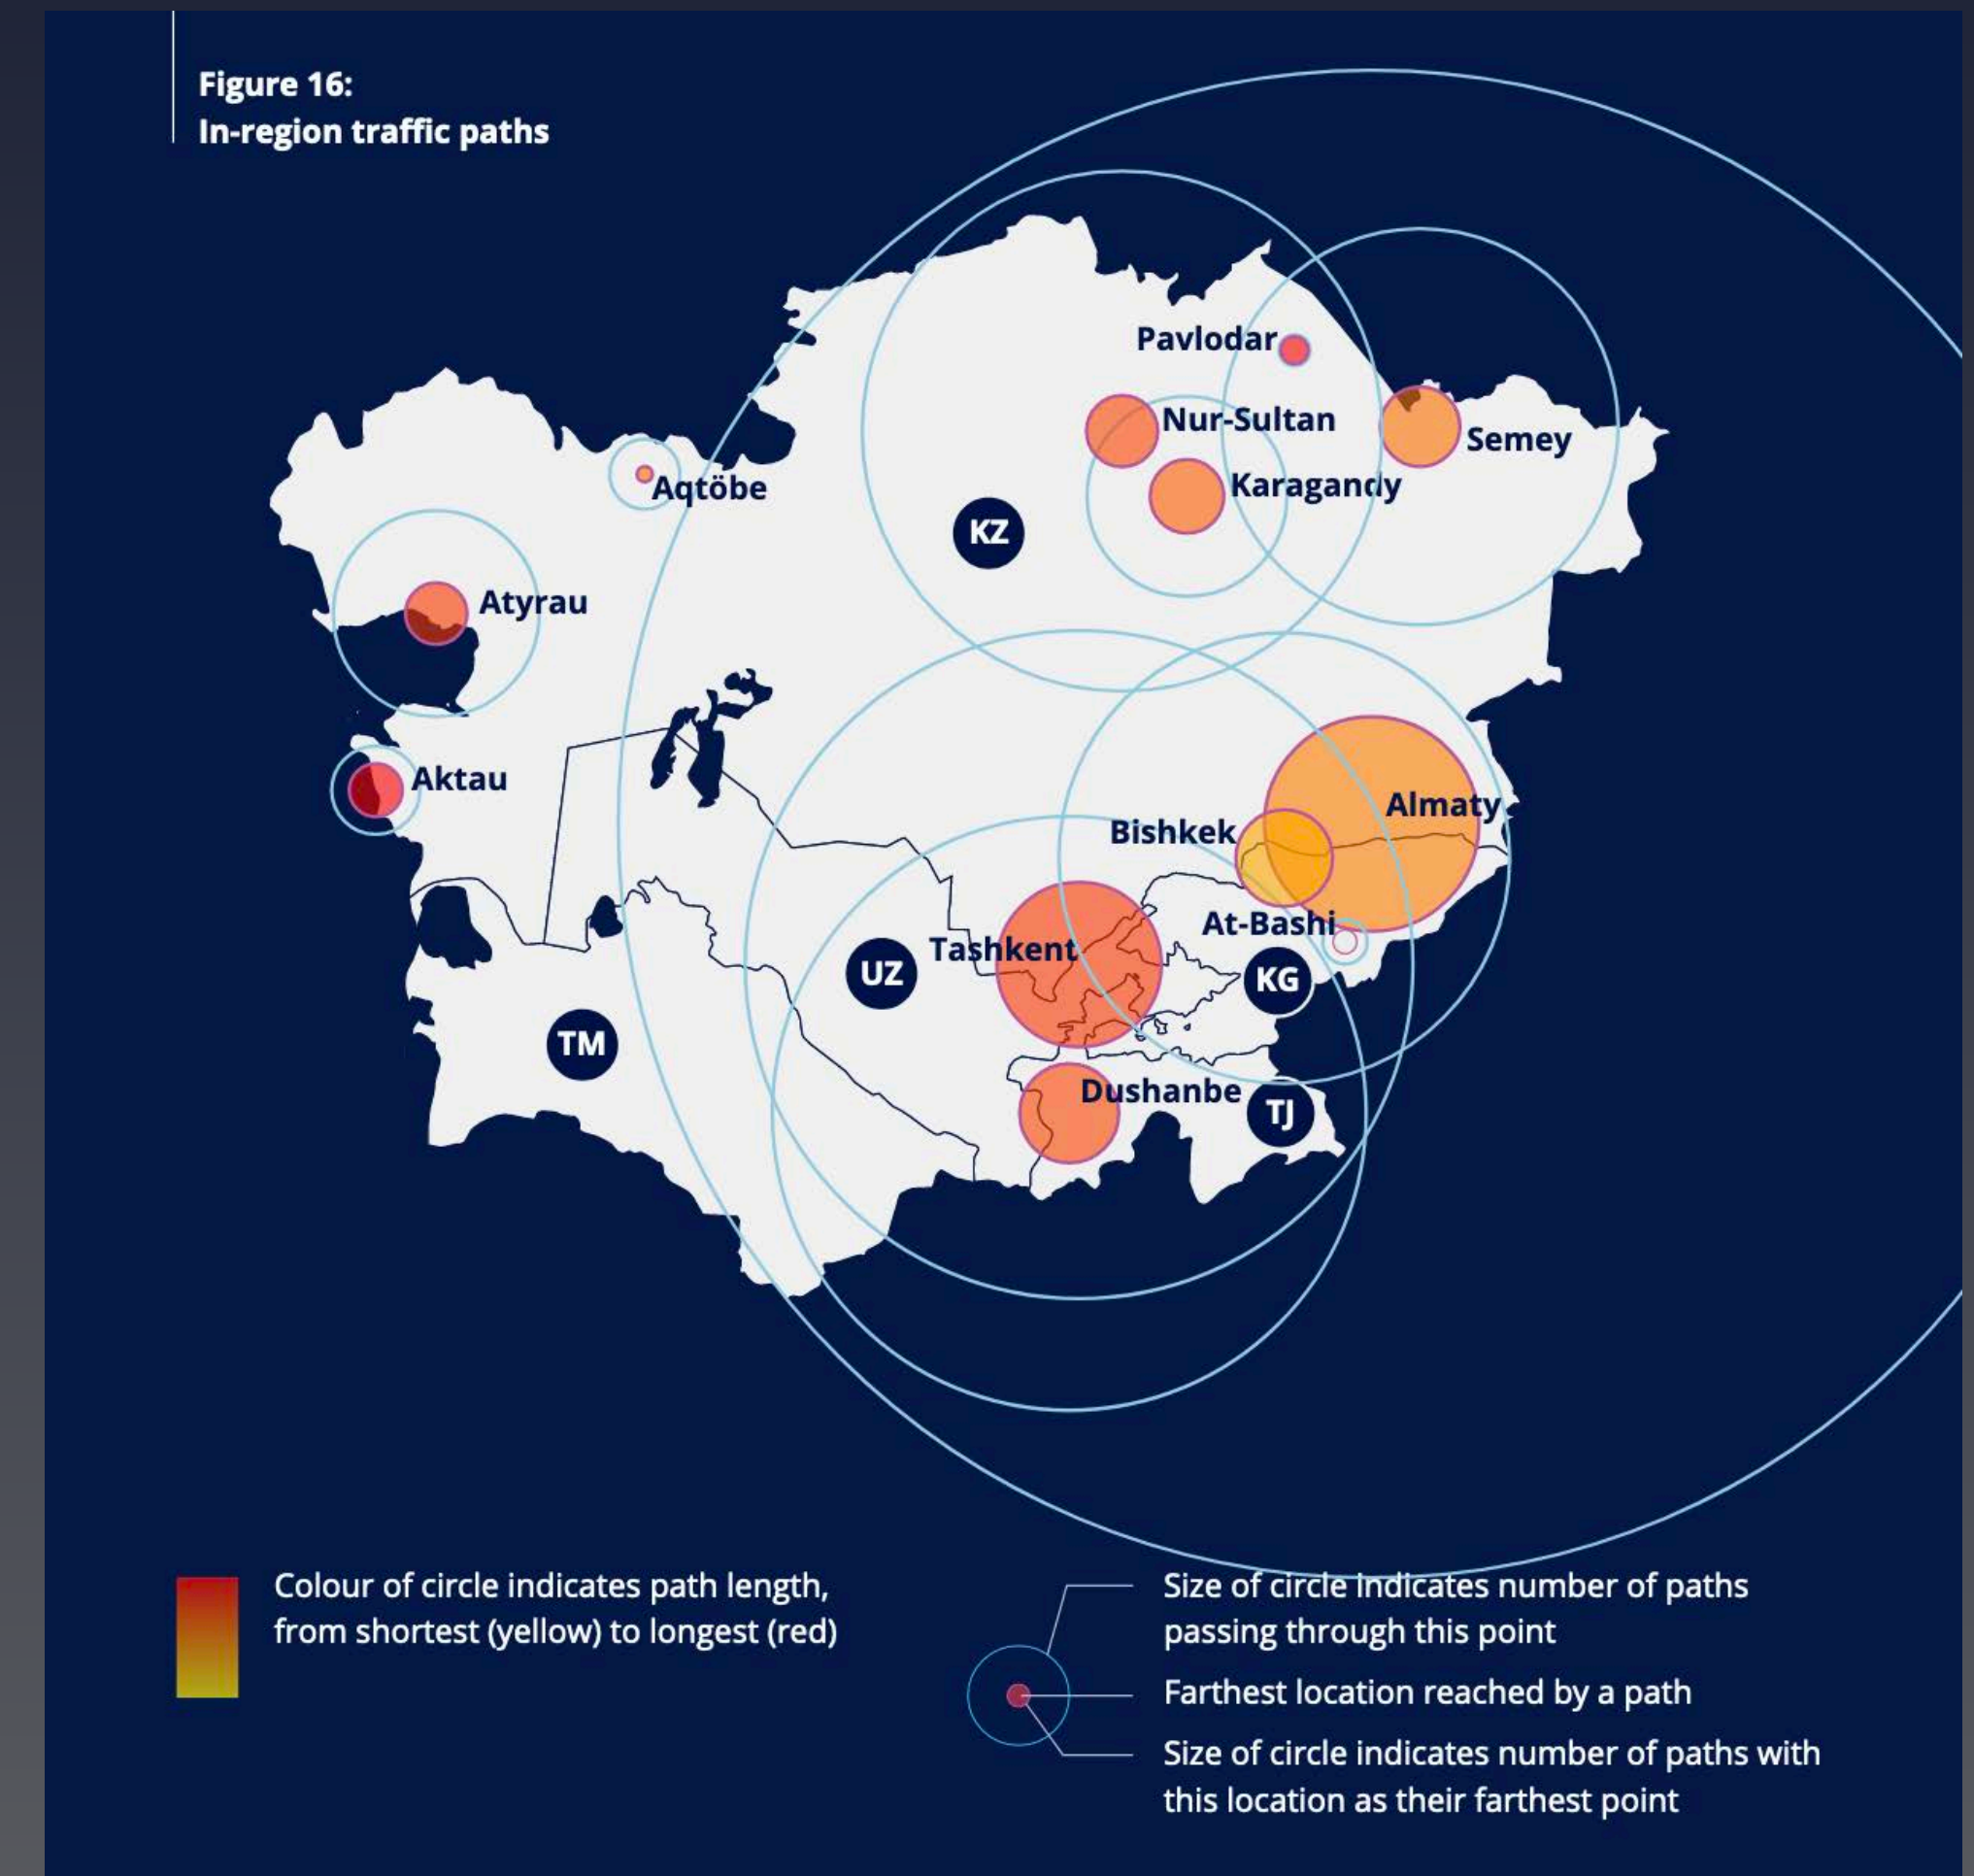 Figure 16:
In-region traffic paths
Pavlodar
Nur-Sultan
Semey
Karagandy
Aqtöbe
KZ
Atyrau
Aktau
Almaty
Bishkek
At-Bashi
Tashkent
UZ
KG
TM
Dushanbe
TJ
Colour of circle indicates path length,
from shortest (yellow) to longest (red)
Size of circle indicates number of paths
passing through this point
Farthest location reached by a path
Size of circle indicates number of paths with
this location as their farthest point